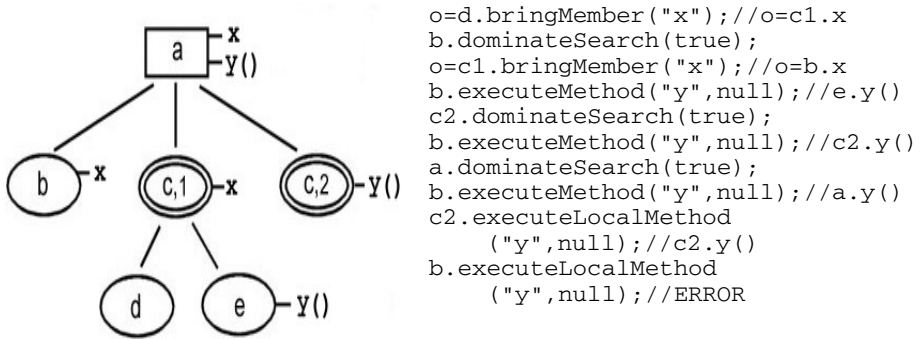 x
a
Y()
b
x
c,1
x
c,2
Y()
d
e
Y()
o=d.bringMember("x");//o=c1.x
b.dominateSearch(true);
o=c1.bringMember("x");//o=b.x
b.executeMethod("y",null);//e.y()
c2.dominateSearch(true);
b.executeMethod("y",null);//c2.y()
a.dominateSearch(true);
b.executeMethod("y",null);//a.y()
c2.executeLocalMethod
("y",null);//c2.y()
b.executeLocalMethod
("y",null);//ERROR